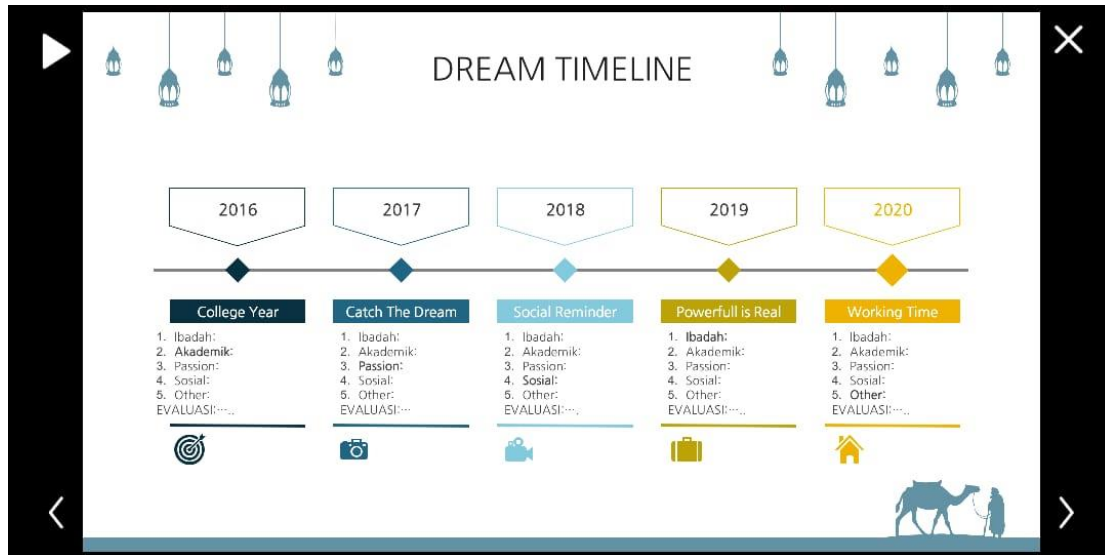 DREAM TIMELINE
2016
2017
2018
2019
2020
College Year
1. Ibadah:
2. Akademik:
3. Passion:
4. Sosial:
5. Other:
EVALUASI:.....
Catch The Dream
1. Ibadah:
2. Akademik:
3. Passion:
4. Sosial:
5. Other:
EVALUASI:...
Social Reminder
1. Ibadah:
2. Akademik:
3. Passion:
4. Sosial:
5. Other:
EVALUASI:....
Powerfull is Real
1. Ibadah:
2. Akademik:
3. Passion:
4. Sosial:
5. Other:
EVALUASI:....
Working Time
1. Ibadah:
2. Akademik:
3. Passion:
4. Sosial:
5. Other:
EVALUASI:.....